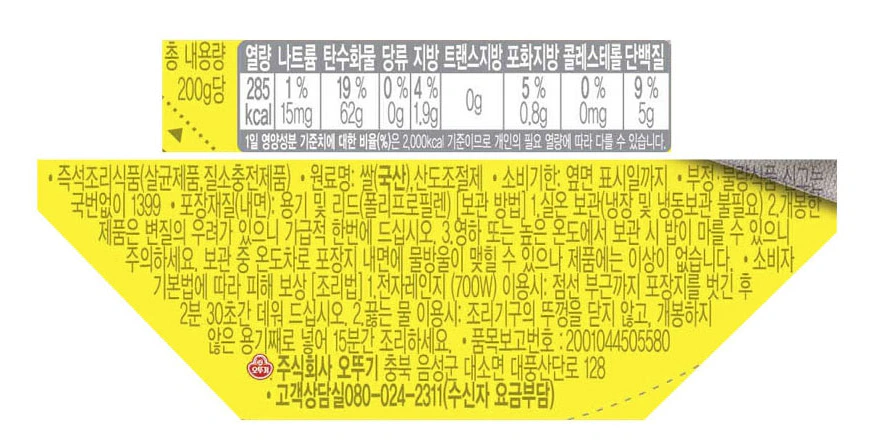 총 내용량
200g당
열량 나트륨 탄수화물 당류 지방 트랜스지방 포화지방 콜레스테롤 단백질
285 kcal 1 % 15mg 19 % 62g 0 % 0g 4 % 1.9g 0g 5 % 0.8g 0 % 0mg 9 % 5g
1일 영양성분 기준치에 대한 비율(%)은 2,000kcal 기준이므로 개인의 필요 열량에 따라 다를 수 있습니다.
• 즉석조리식품(살균제품, 질소충전제품) • 원료명: 쌀(국산), 산도조절제 • 소비기한: 옆면 표시일까지 • 부정·불량식품 신고는
국번없이 1399 • 포장재질(내면): 용기 및 리드(폴리프로필렌) [보관 방법] 1.실온 보관(냉장 및 냉동보관 불필요) 2.개봉한
제품은 변질의 우려가 있으니 가급적 한번에 드십시오. 3.영하 또는 높은 온도에서 보관 시 밥이 마를 수 있으니
주의하세요. 보관 중 온도차로 포장지 내면에 물방울이 맺힐 수 있으나 제품에는 이상이 없습니다. • 소비자
기본법에 따라 피해 보상 [조리법] 1.전자레인지 (700W) 이용시: 점선 부근까지 포장지를 벗긴 후
2분 30초간 데워 드십시오. 2.끓는 물 이용시: 조리기구의 뚜껑을 닫지 않고, 개봉하지
않은 용기째로 넣어 15분간 조리하세요. • 품목보고번호 : 2001044505580
오뚜기 주식회사 오뚜기 충북 음성군 대소면 대풍산단로 128
• 고객상담실080-024-2311(수신자 요금부담)